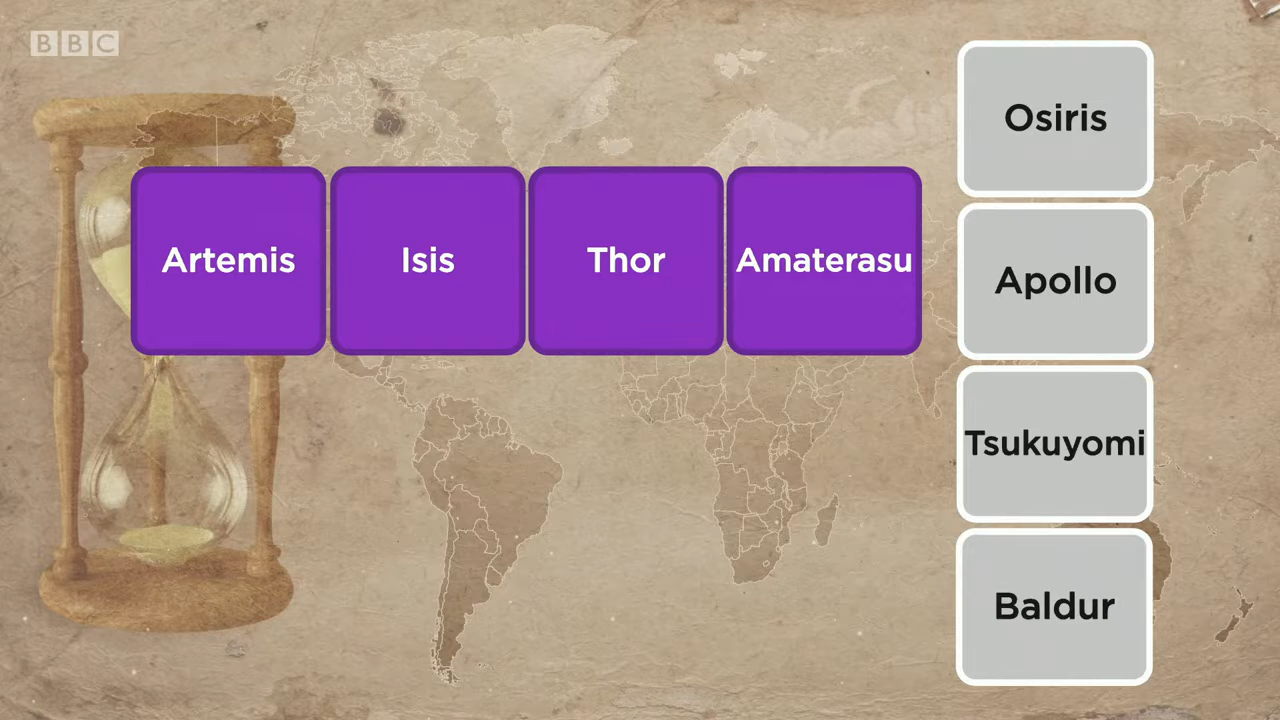 BBC
Artemis
Isis
Thor
Amaterasu
Osiris
Apollo
Tsukuyomi
Baldur